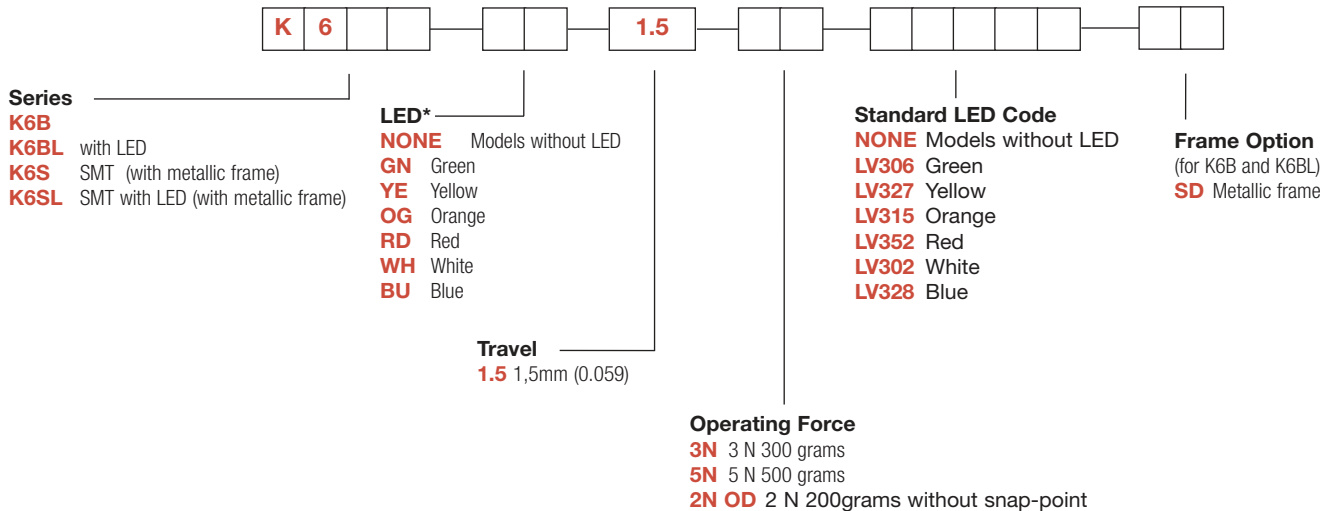 K 6 1.5
Series
K6B
K6BL with LED
K6S SMT (with metallic frame)
K6SL SMT with LED (with metallic frame)
LED*
NONE Models without LED
GN Green
YE Yellow
OG Orange
RD Red
WH White
BU Blue
Travel
1.5 1,5mm (0.059)
Operating Force
3N 3 N 300 grams
5N 5 N 500 grams
2N OD 2 N 200grams without snap-point
Standard LED Code
NONE Models without LED
LV306 Green
LV327 Yellow
LV315 Orange
LV352 Red
LV302 White
LV328 Blue
Frame Option
(for K6B and K6BL)
SD Metallic frame